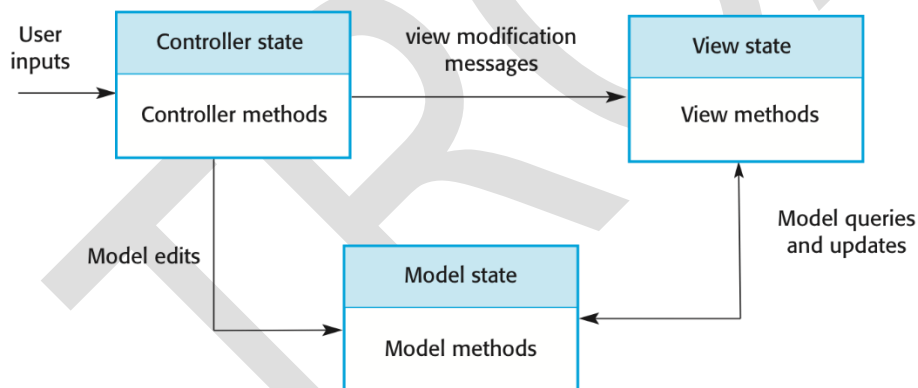 User
inputs
Controller state
Controller methods
view modification
messages
View state
View methods
Model edits
Model state
Model methods
Model queries
and updates